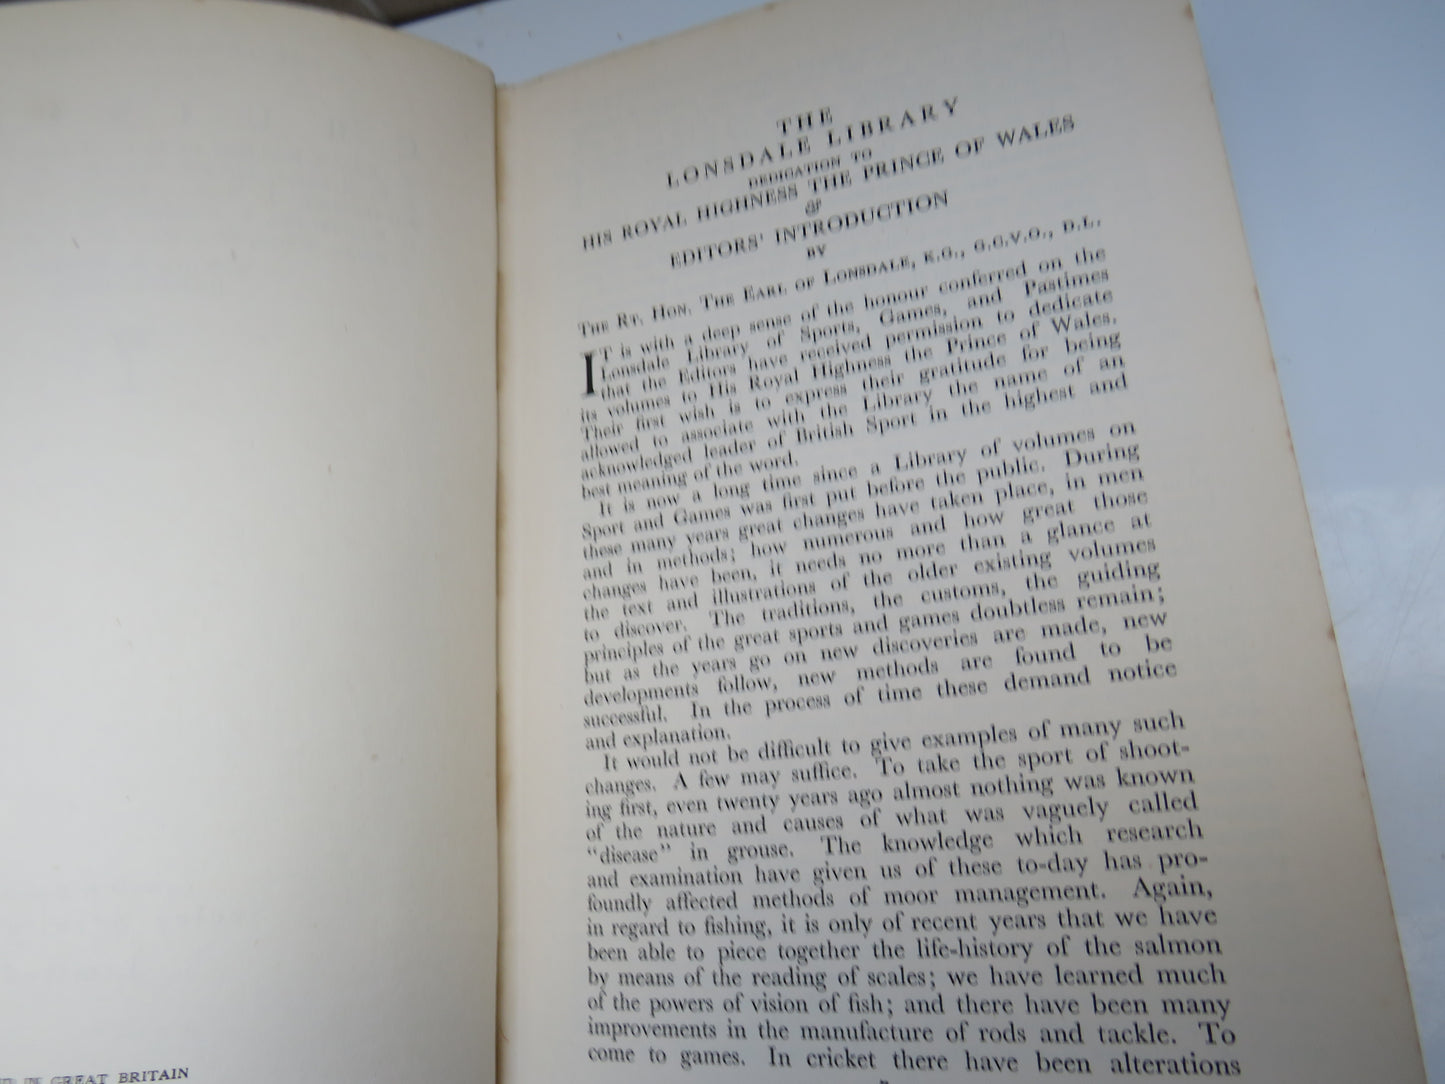 IN GREAT BRITAIN
THE
LONSDALE LIBRARY
DEDICATION TO
HIS ROYAL HIGHNESS THE PRINCE OF WALES
&
EDITORS' INTRODUCTION
BY
THE RT. HON. THE EARL OF LONSDALE, K.G., G.C.V.O., D.L.
IT is with a deep sense of the honour conferred on the
Lonsdale Library of Sports, Games, and Pastimes
that the Editors have received permission to dedicate
its volumes to His Royal Highness the Prince of Wales.
Their first wish is to express their gratitude for being
allowed to associate with the Library the name of an
acknowledged leader of British Sport in the highest and
best meaning of the word.
It is now a long time since a Library of volumes on
Sport and Games was first put before the public. During
these many years great changes have taken place, in men
and in methods; how numerous and how great those
changes have been, it needs no more than a glance at
the text and illustrations of the older existing volumes
to discover. The traditions, the customs, the guiding
principles of the great sports and games doubtless remain;
but as the years go on new discoveries are made, new
developments follow, new methods are found to be
successful. In the process of time these demand notice
and explanation.
It would not be difficult to give examples of many such
changes. A few may suffice. To take the sport of shoot-
ing first, even twenty years ago almost nothing was known
of the nature and causes of what was vaguely called
"disease" in grouse. The knowledge which research
and examination have given us of these to-day has pro-
foundly affected methods of moor management. Again,
in regard to fishing, it is only of recent years that we have
been able to piece together the life-history of the salmon
by means of the reading of scales; we have learned much
of the powers of vision of fish; and there have been many
improvements in the manufacture of rods and tackle. To
come to games. In cricket there have been alterations